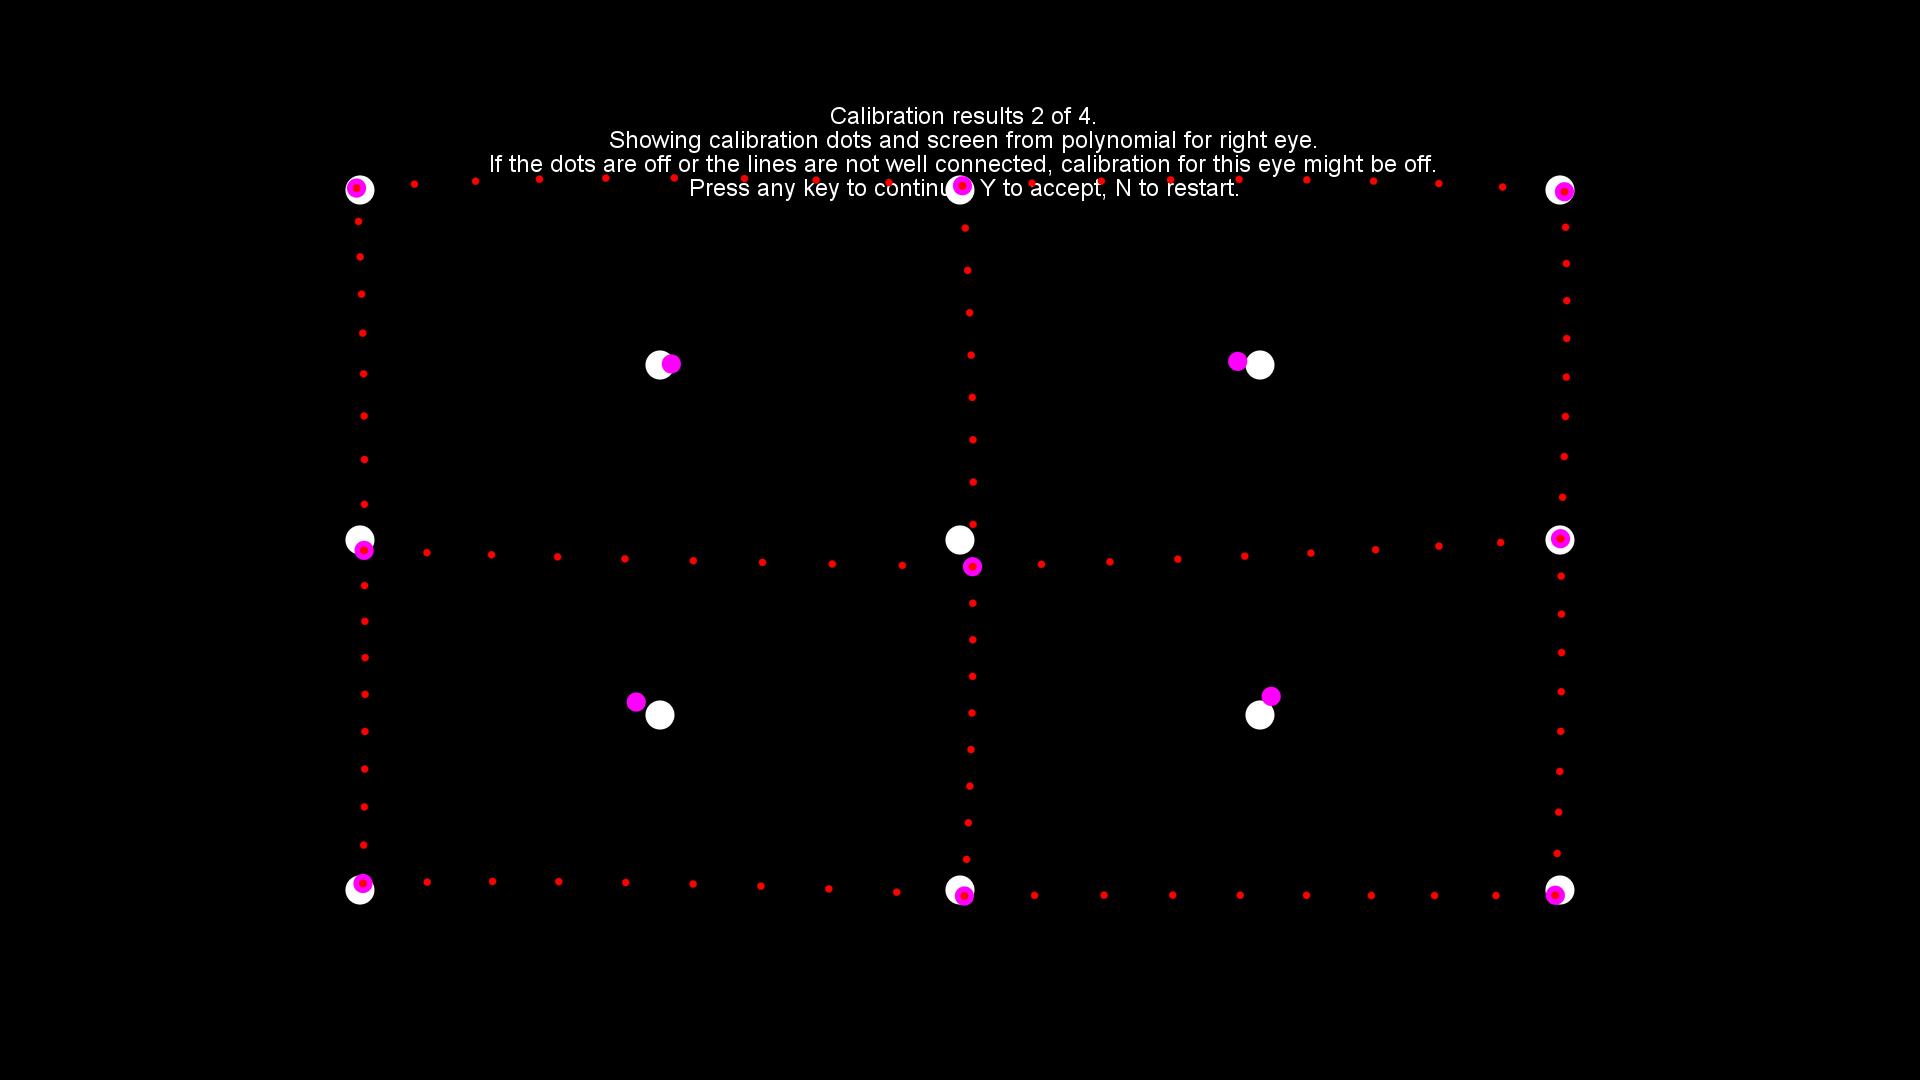 Calibration results 2 of 4.
Showing calibration dots and screen from polynomial for right eye.
If the dots are off or the lines are not well connected, calibration for this eye might be off.
Press any key to continu Y to accept, N to restart.